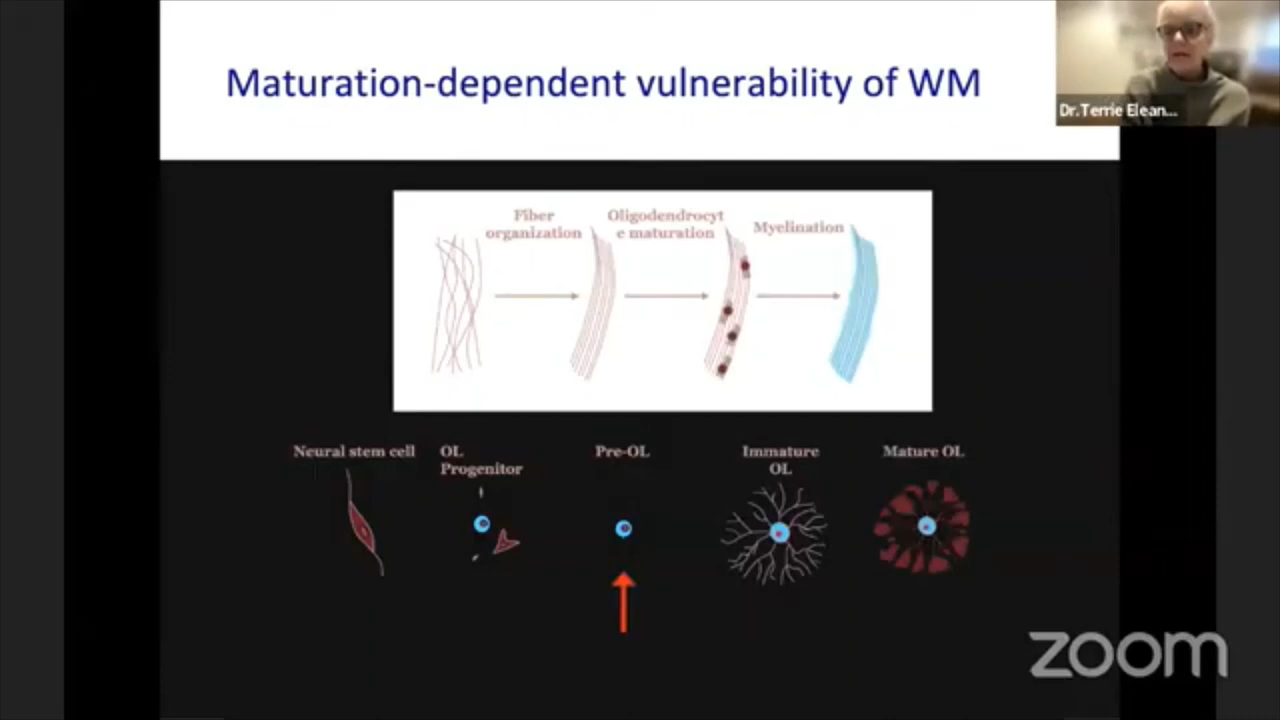 Maturation-dependent vulnerability of WM
Dr.Terrie Elean...
Fiber
organization
Oligodendrocyt
e maturation
Myelination
Neural stem cell
OL
Progenitor
Pre-OL
Immature
OL
Mature OL
zoom